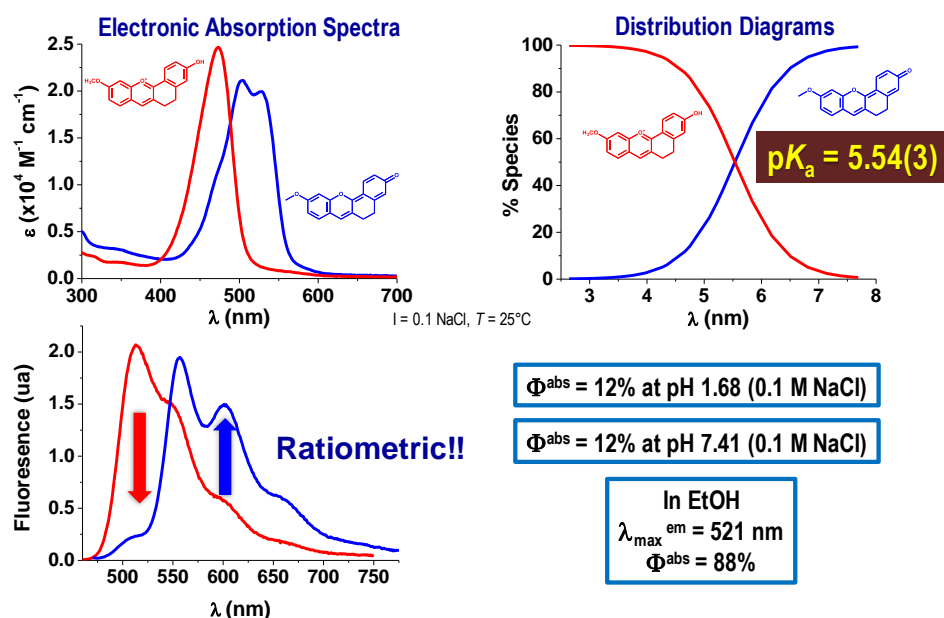 Electronic Absorption Spectra
Distribution Diagrams
2.5
2.0
1.5
1.0
0.5
0.0
ε (x10⁴ M⁻¹ cm⁻¹)
H₃CO
O⁺
OH
O
O
O
300 400 500 600 700
λ (nm)
100
80
60
40
20
0
% Species
H₃CO
O⁺
OH
O
O
O
pKa = 5.54(3)
3 4 5 6 7 8
λ (nm)
I = 0.1 NaCl, T = 25°C
2.0
1.5
1.0
0.5
0.0
Fluoresence (ua)
Ratiometric!!
500 550 600 650 700 750
λ (nm)
Φᵃᵇˢ = 12% at pH 1.68 (0.1 M NaCl)
Φᵃᵇˢ = 12% at pH 7.41 (0.1 M NaCl)
In EtOH
λmax ᵉᵐ = 521 nm
Φᵃᵇˢ = 88%